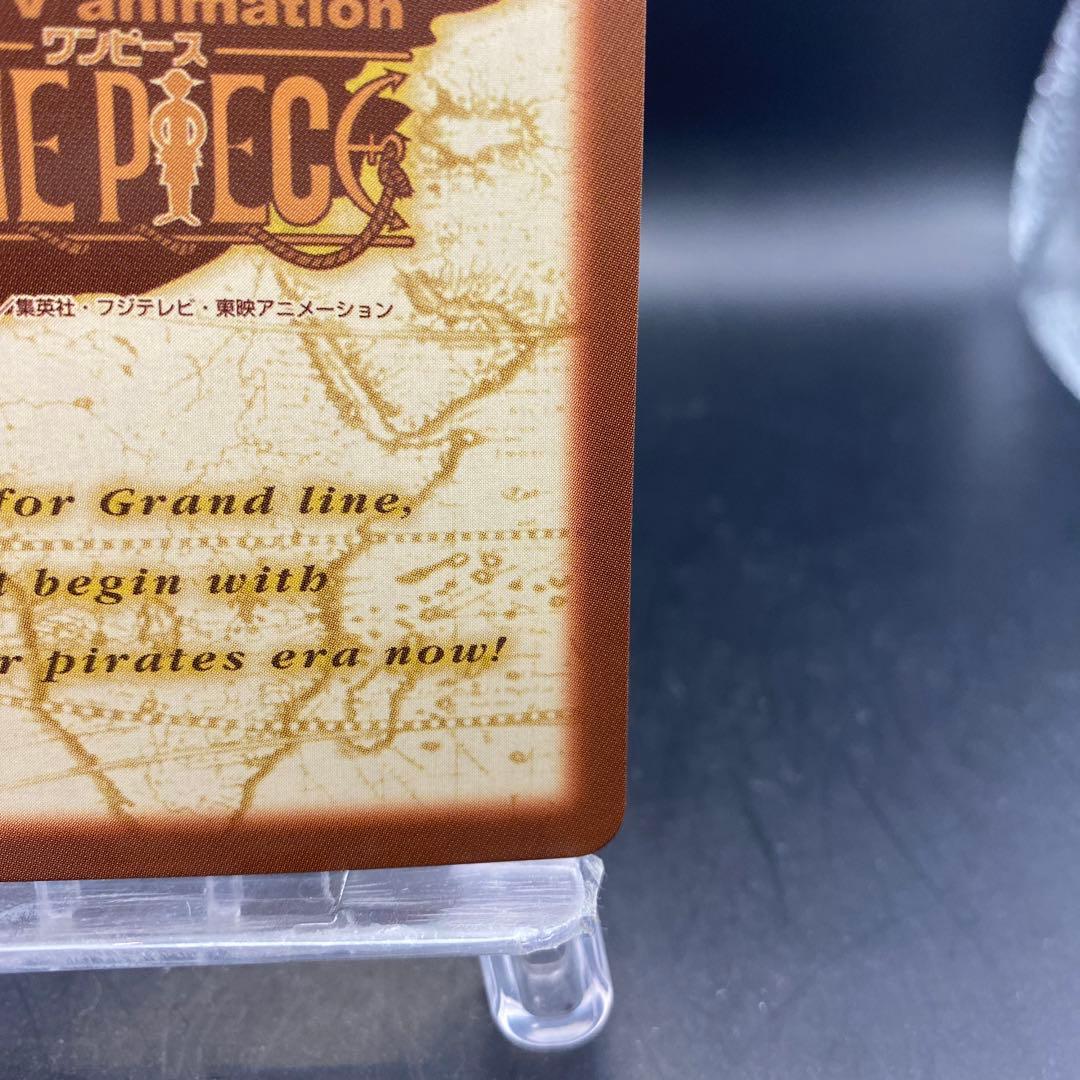 V animation
ワンピース
NE PIECE
/集英社・フジテレビ・東映アニメーション
for Grand line,
t begin with
r pirates era now!